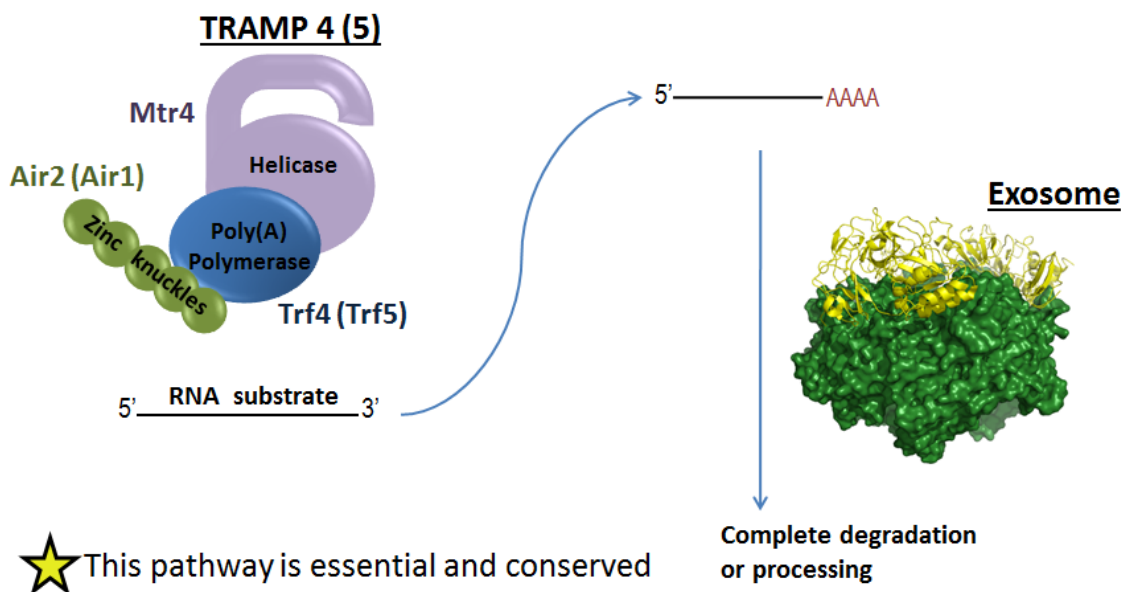 TRAMP 4 (5)
Mtr4
Helicase
Air2 (Air1)
Zinc knuckles
Poly(A)
Polymerase
Trf4 (Trf5)
5' RNA substrate 3'
5' AAAA
Exosome
Complete degradation
or processing
This pathway is essential and conserved